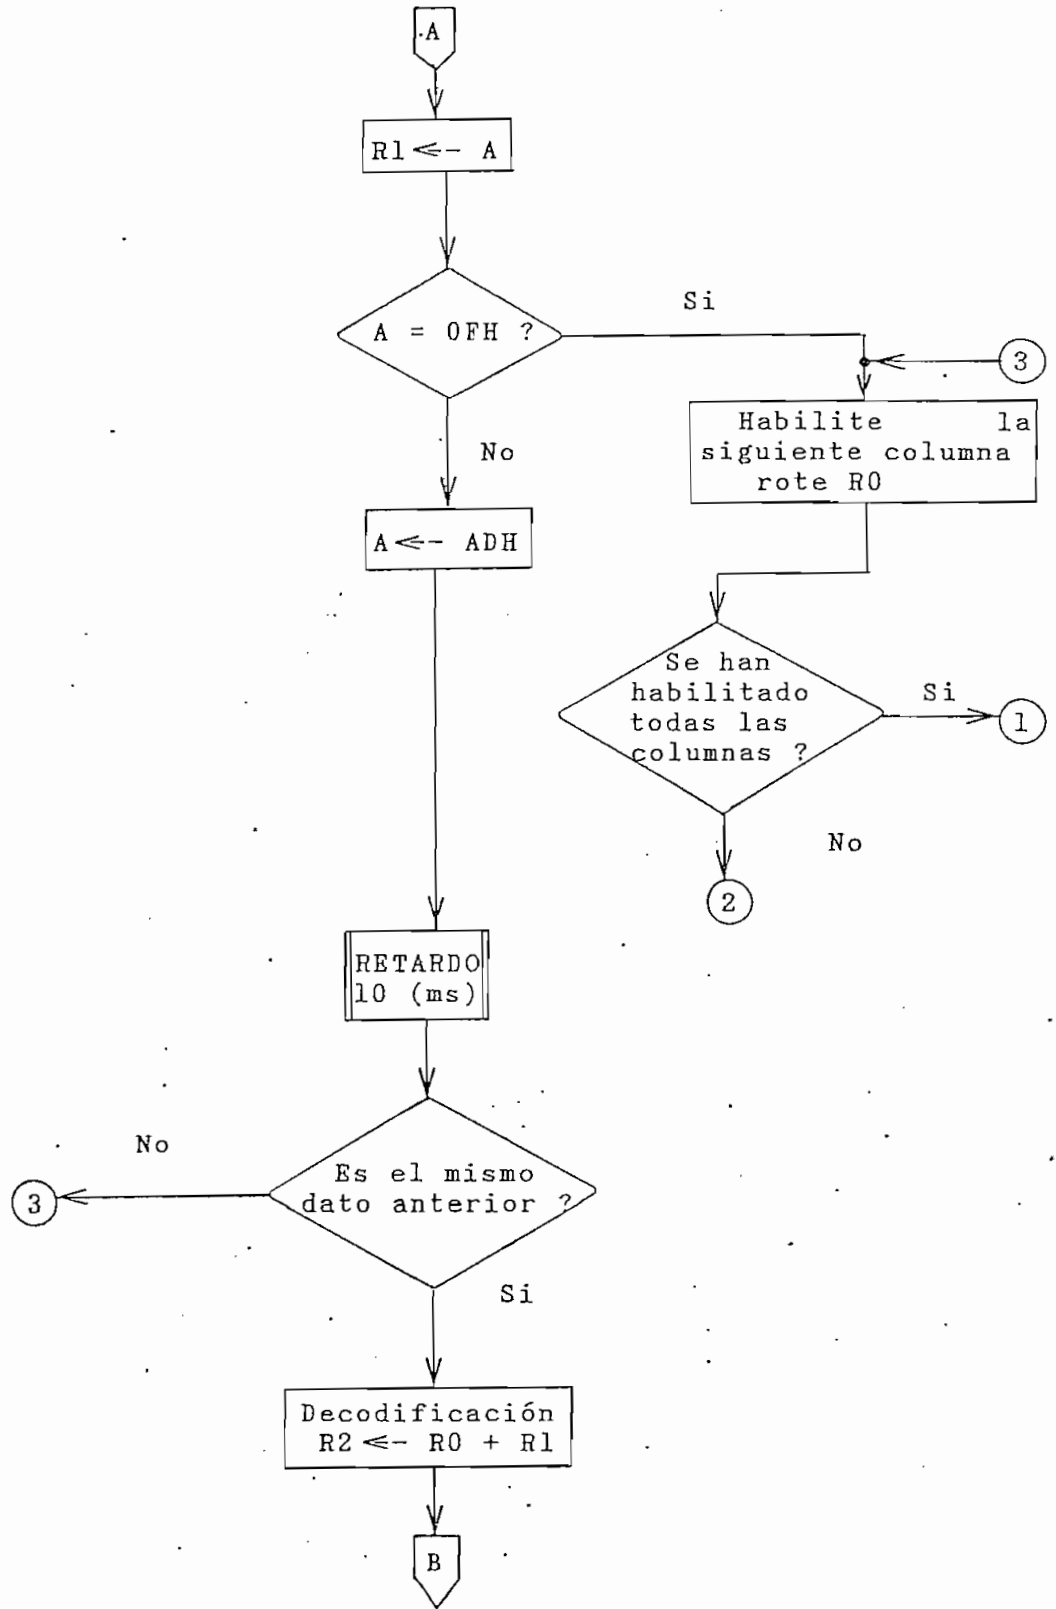 A
R1 <- A
A = 0FH ?
Si
3
Habilite la
siguiente columna
rote R0
No
A <- ADH
Se han
habilitado
todas las
columnas ?
Si
1
No
2
RETARDO
10 (ms)
No
Es el mismo
dato anterior ?
3
Si
Decodificación
R2 <- R0 + R1
B